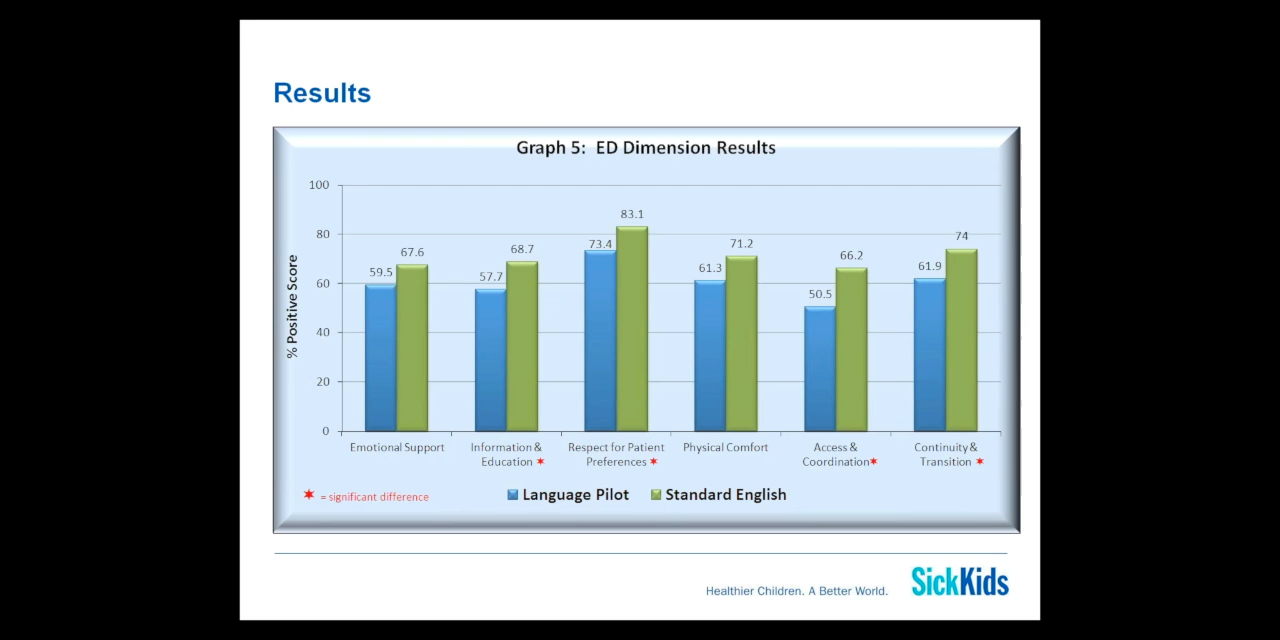 Results
Graph 5: ED Dimension Results
% Positive Score
100
80
60
40
20
0
59.5
67.6
57.7
68.7
73.4
83.1
61.3
71.2
50.5
66.2
61.9
74
Emotional Support
Information &
Education ✶
Respect for Patient
Preferences ✶
Physical Comfort
Access &
Coordination✶
Continuity &
Transition ✶
✶ = significant difference
Language Pilot
Standard English
Healthier Children. A Better World.
SickKids